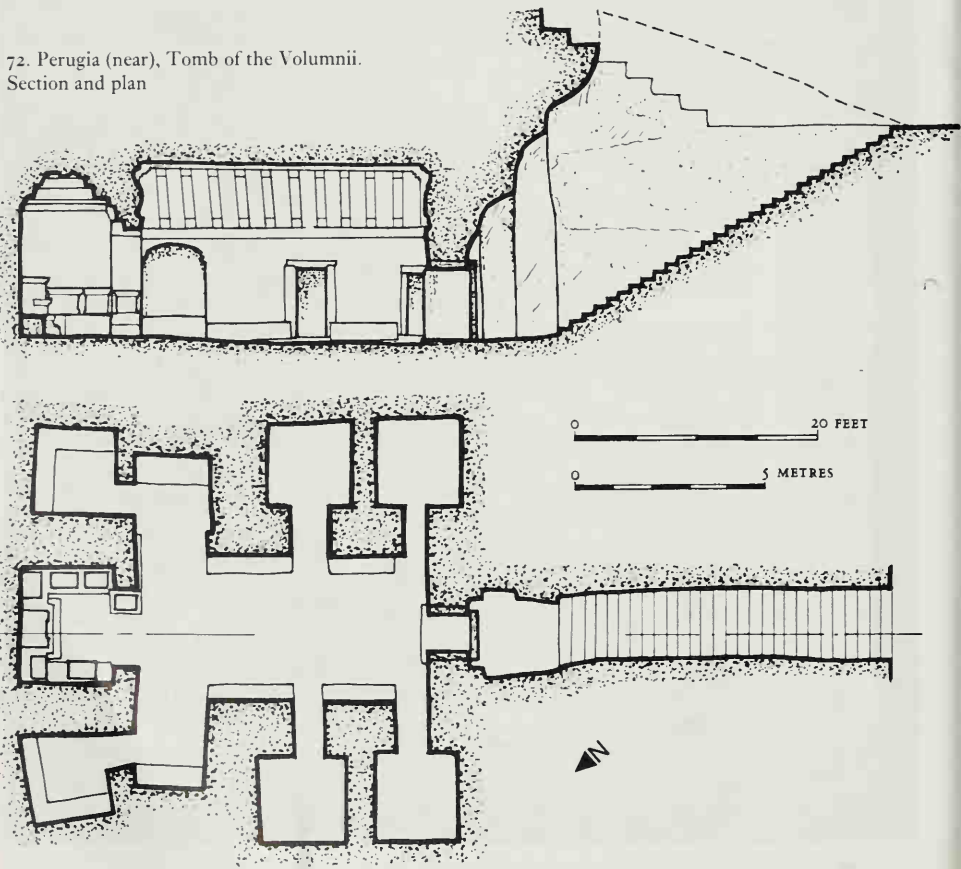 72. Perugia (near), Tomb of the Volumnii.
Section and plan
0 20 FEET
0 5 METRES
N